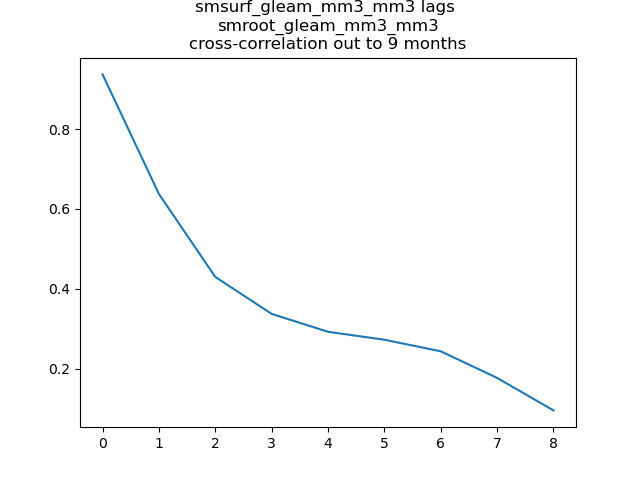 smsurf_gleam_mm3_mm3 lags
smroot_gleam_mm3_mm3
cross-correlation out to 9 months
0.8
0.6
0.4
0.2
0 1 2 3 4 5 6 7 8